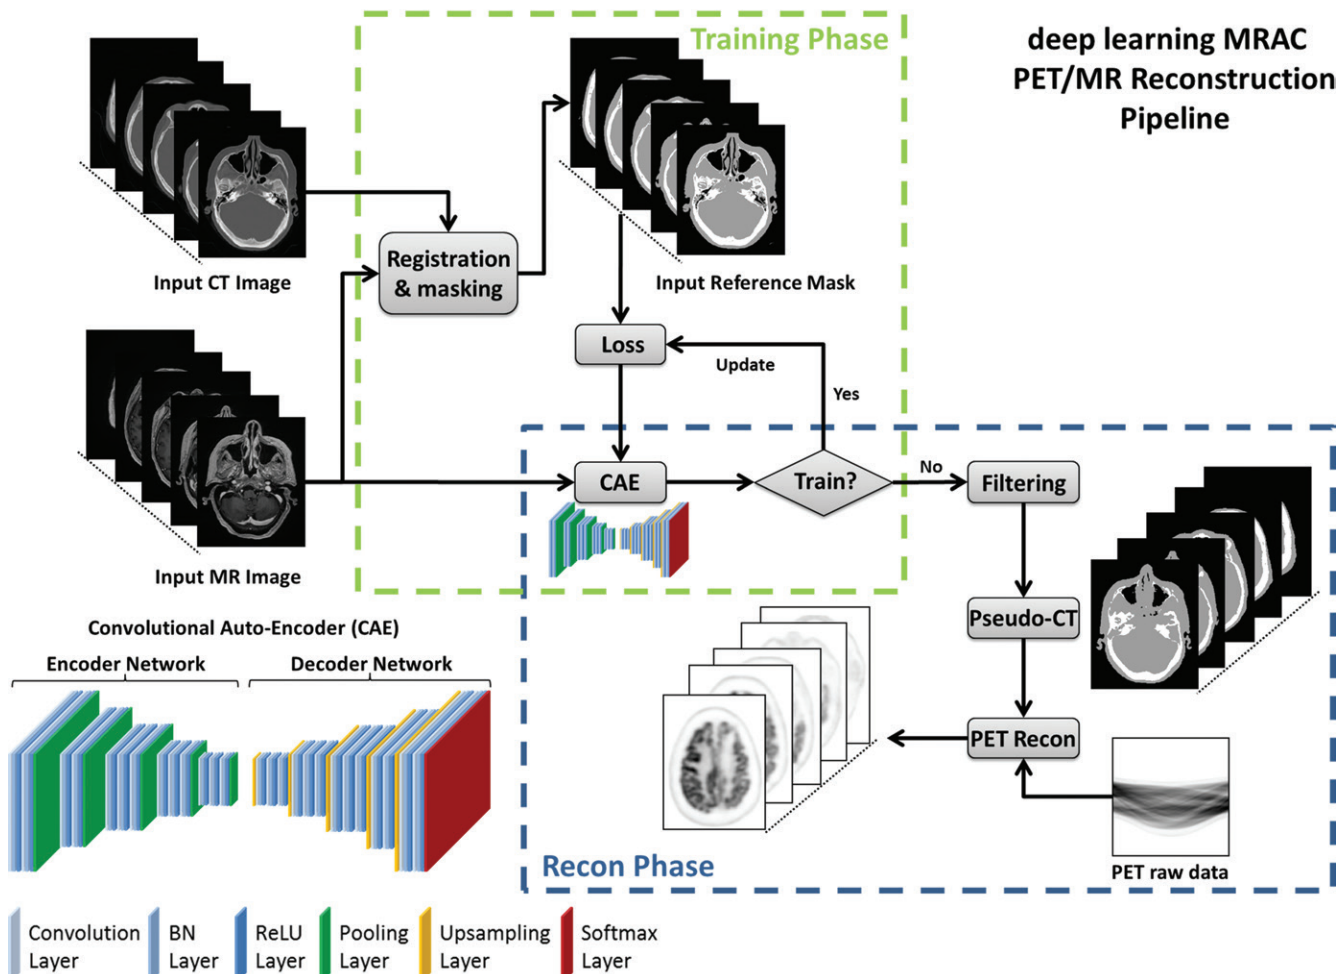 Training Phase
deep learning MRAC
PET/MR Reconstruction
Pipeline
Input CT Image
Registration
& masking
Input Reference Mask
Loss
Update
Yes
Input MR Image
CAE
Train?
No
Filtering
Pseudo-CT
PET Recon
PET raw data
Recon Phase
Convolutional Auto-Encoder (CAE)
Encoder Network
Decoder Network
Convolution
Layer
BN
Layer
ReLU
Layer
Pooling
Layer
Upsampling
Layer
Softmax
Layer